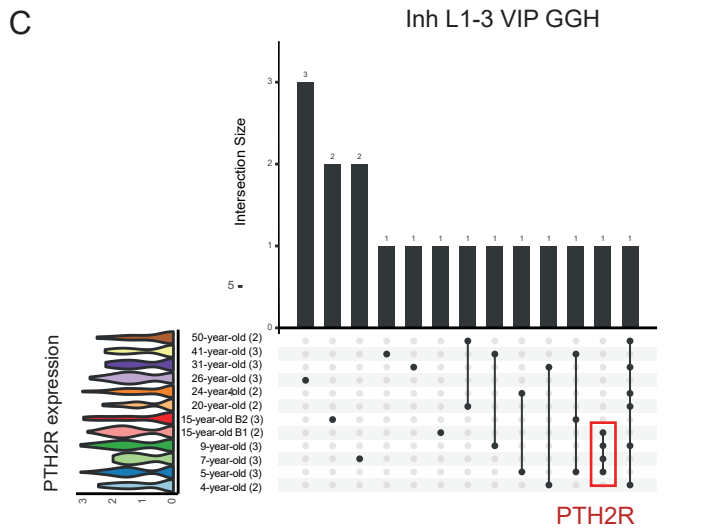 C
Inh L1-3 VIP GGH
Intersection Size
3
2
1
0
5
3
2
2
1
1
1
1
1
1
1
1
1
1
PTH2R expression
50-year-old (2)
41-year-old (3)
31-year-old (3)
26-year-old (3)
24-year-old (2)
20-year-old (2)
15-year-old B2 (3)
15-year-old B1 (2)
9-year-old (3)
7-year-old (3)
5-year-old (3)
4-year-old (2)
3
2
1
0
PTH2R